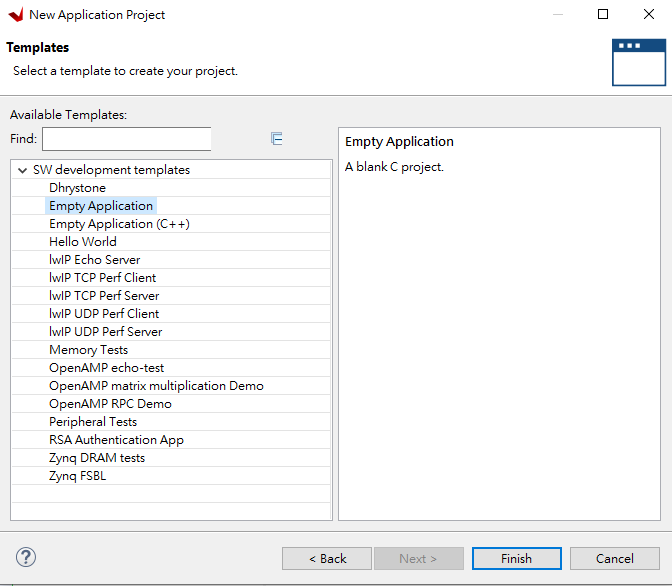 New Application Project
Templates
Select a template to create your project.
Available Templates:
Find:
SW development templates
Dhrystone
Empty Application
Empty Application (C++)
Hello World
lwIP Echo Server
lwIP TCP Perf Client
lwIP TCP Perf Server
lwIP UDP Perf Client
lwIP UDP Perf Server
Memory Tests
OpenAMP echo-test
OpenAMP matrix multiplication Demo
OpenAMP RPC Demo
Peripheral Tests
RSA Authentication App
Zynq DRAM tests
Zynq FSBL
Empty Application
A blank C project.
?
< Back
Next >
Finish
Cancel